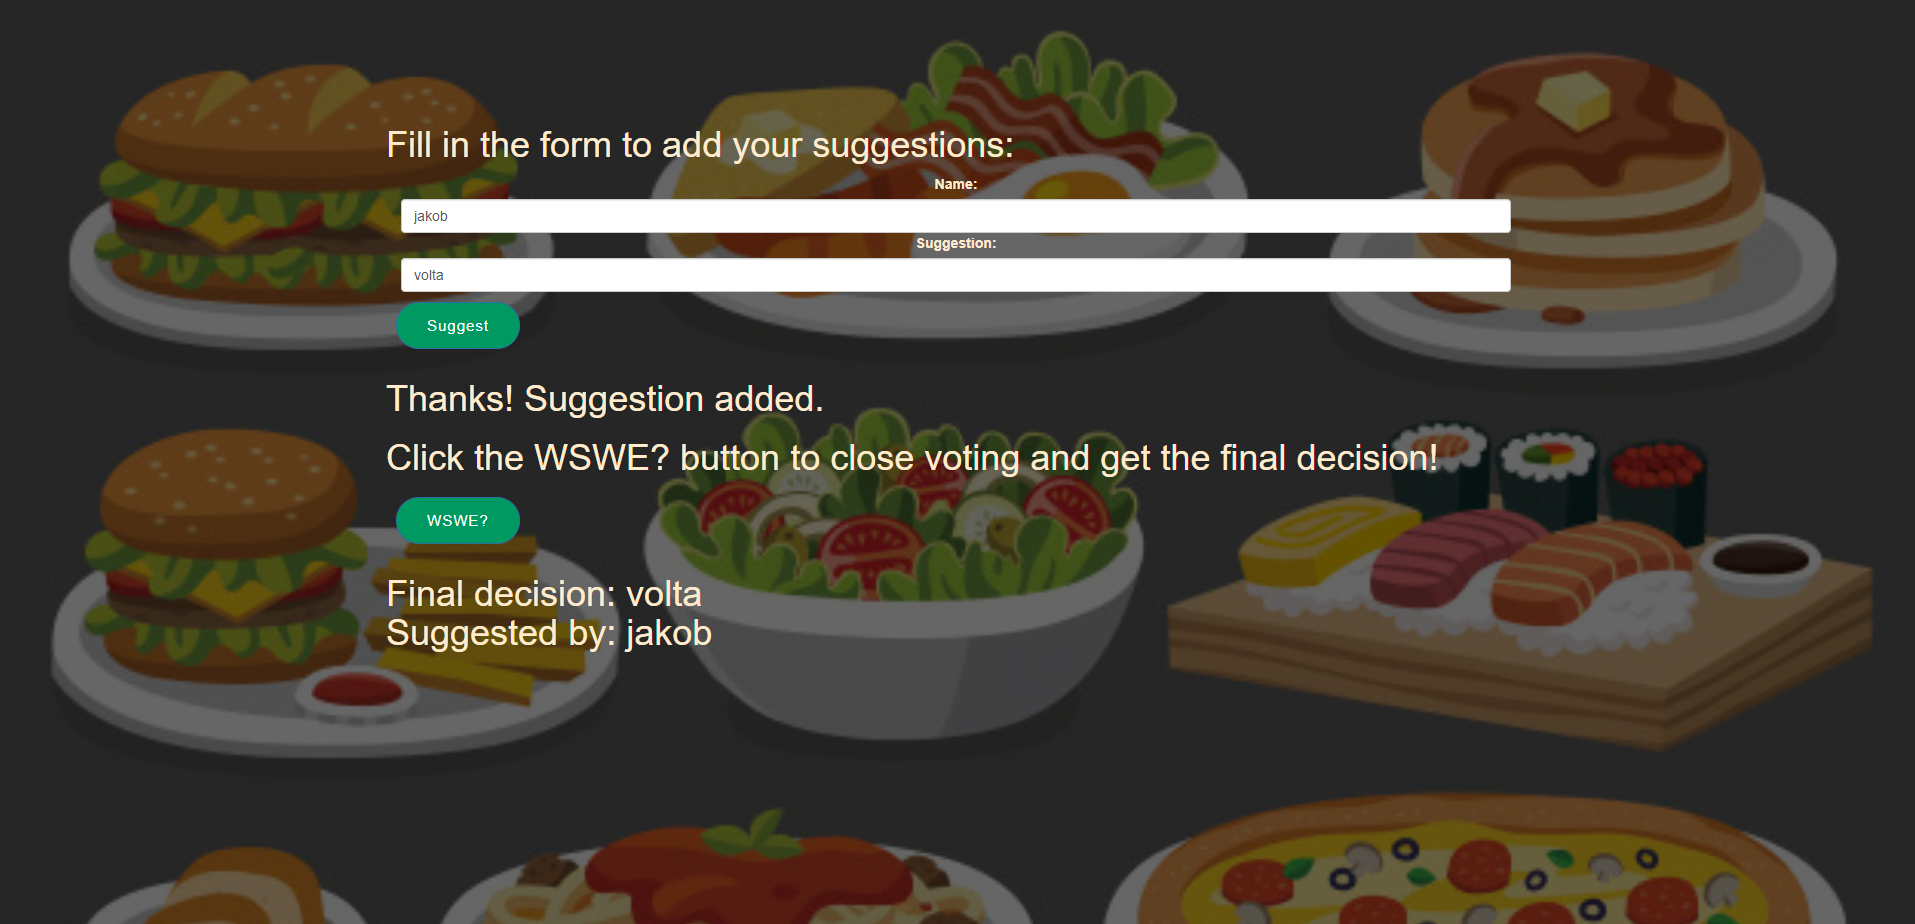 Fill in the form to add your suggestions:
Name:
jakob
Suggestion:
volta
Suggest
Thanks! Suggestion added.
Click the WSWE? button to close voting and get the final decision!
WSWE?
Final decision: volta
Suggested by: jakob